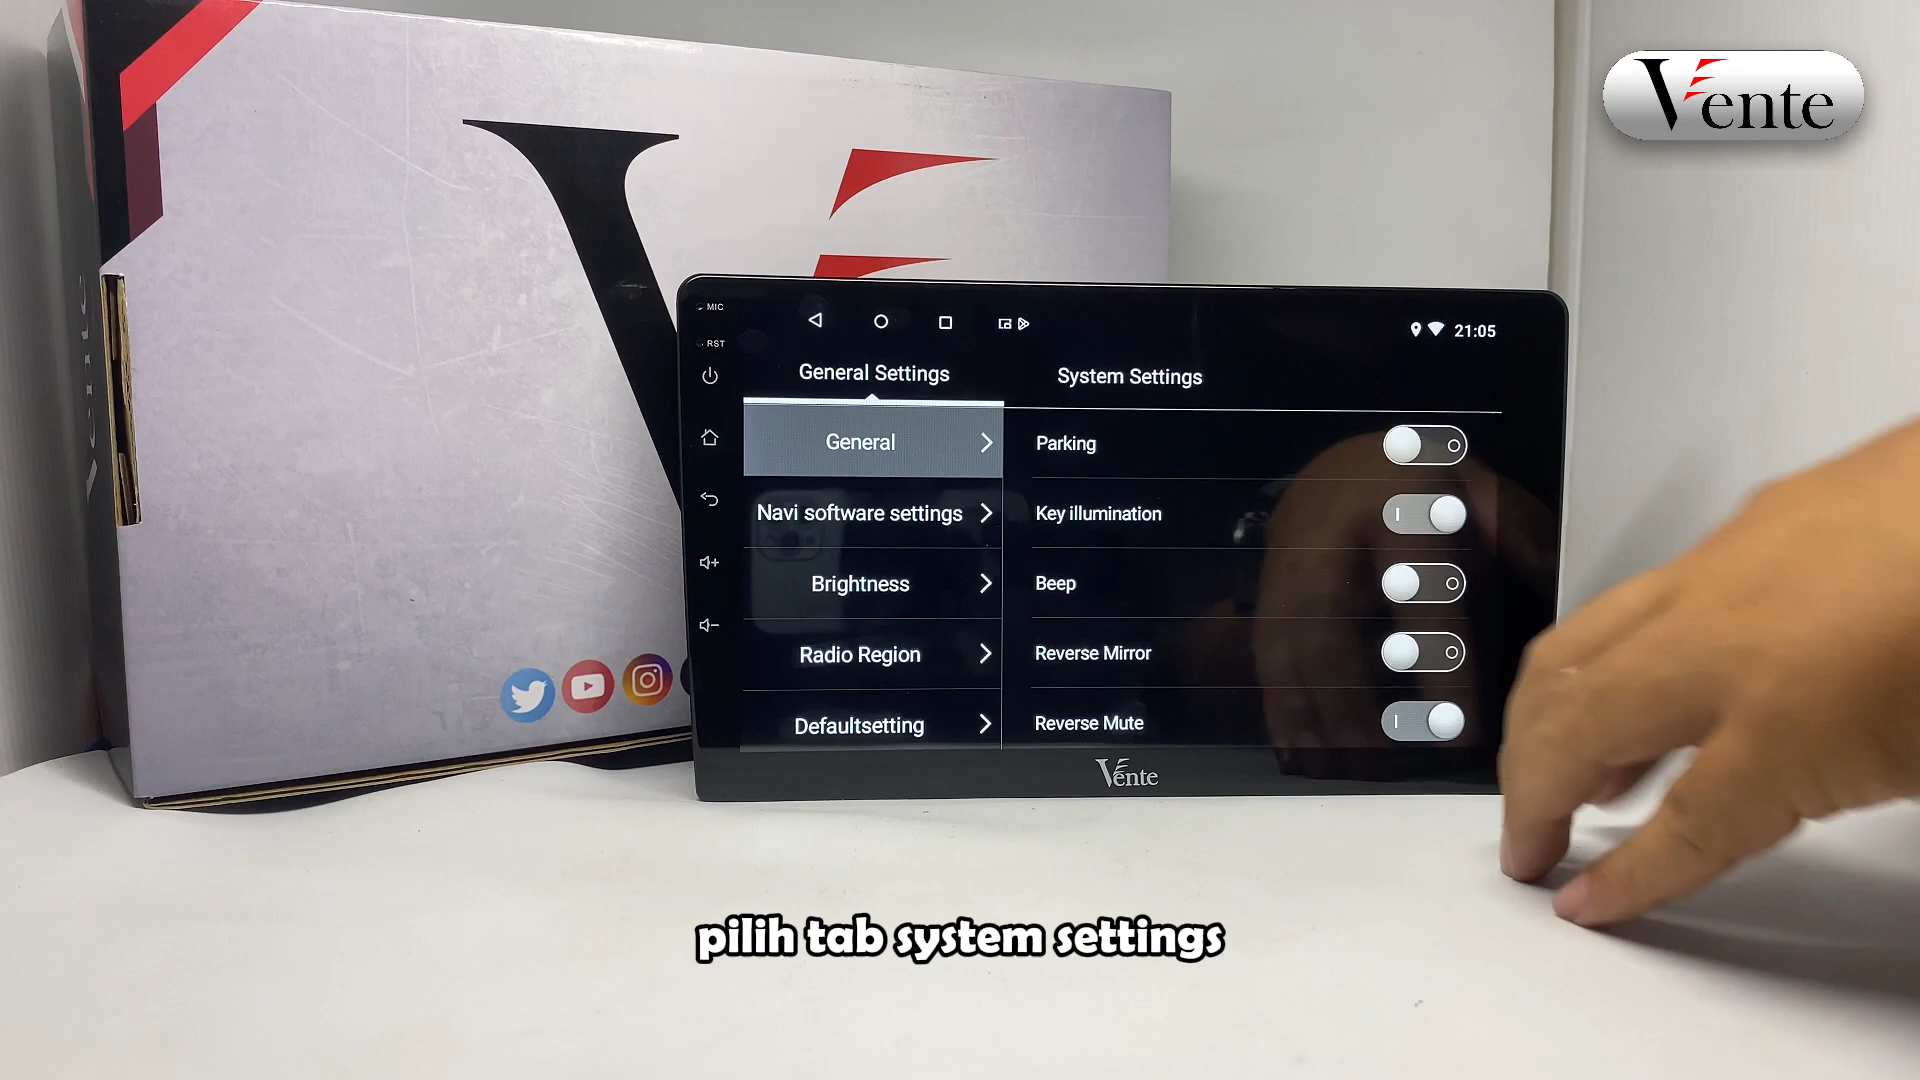 Vente
MIC
RST
21:05
General Settings
System Settings
General
Navi software settings
Brightness
Radio Region
Defaultsetting
Parking
Key illumination
Beep
Reverse Mirror
Reverse Mute
Vente
pilih tab system settings